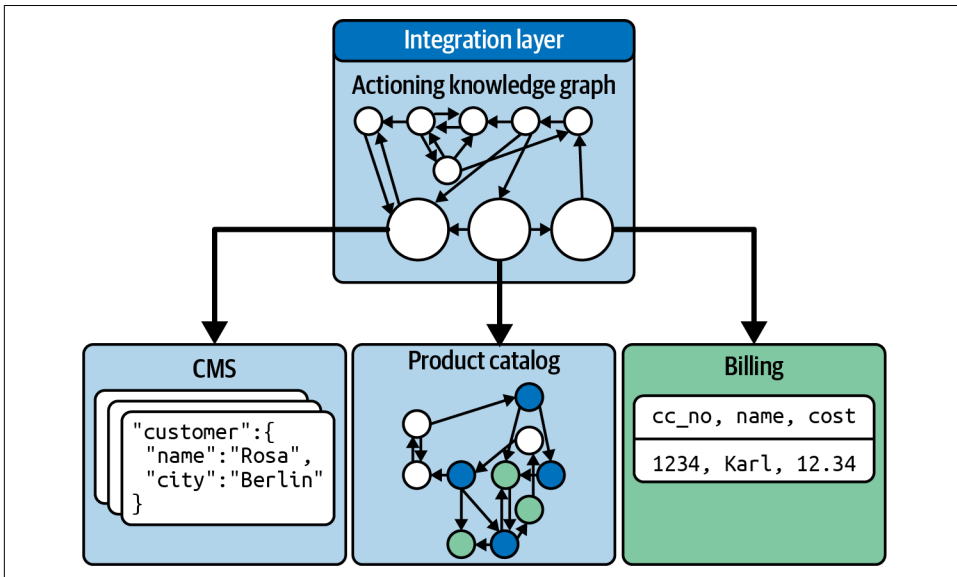 Integration layer
Actioning knowledge graph
CMS
"customer":{
"name":"Rosa",
"city":"Berlin"
}
Product catalog
Billing
cc_no, name, cost
1234, Karl, 12.34